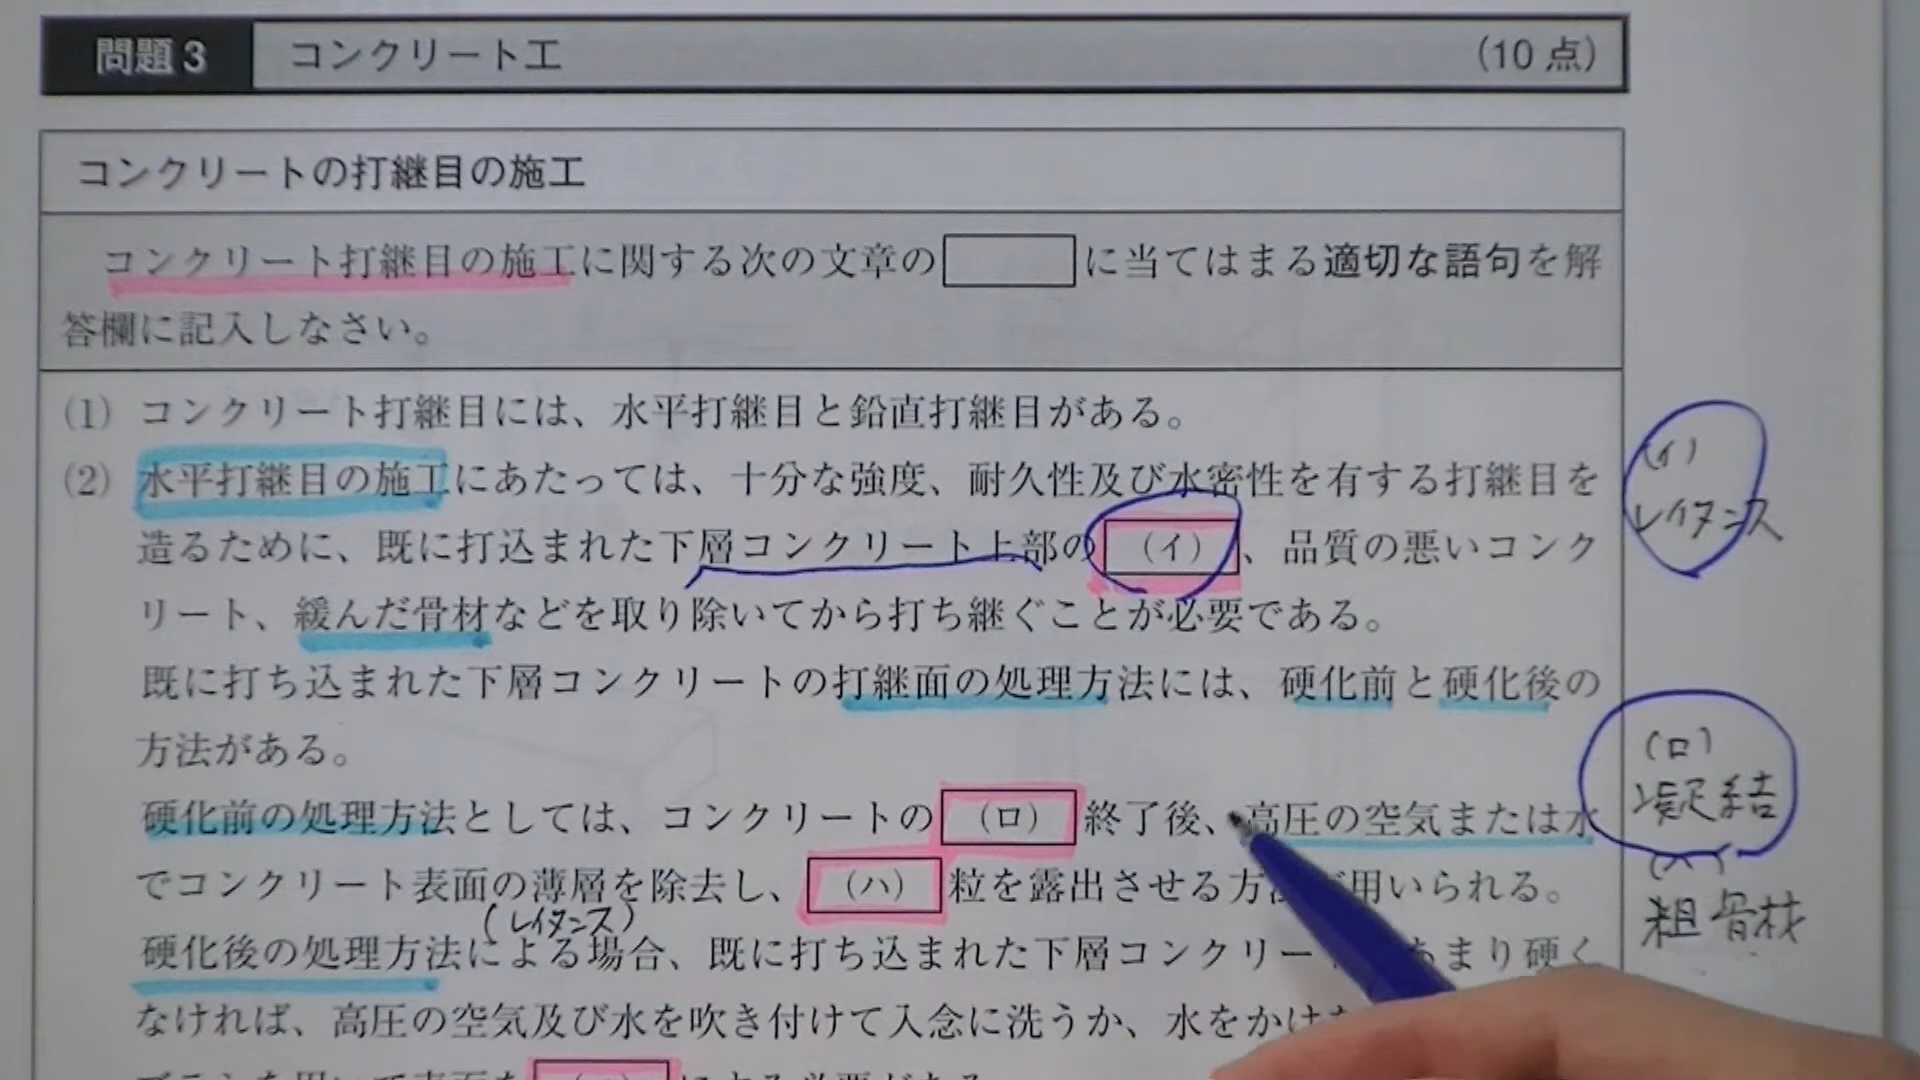 問題3 コンクリート工 (10点)
コンクリートの打継目の施工
コンクリート打継目の施工に関する次の文章の に当てはまる適切な語句を解
答欄に記入しなさい。
(1) コンクリート打継目には、水平打継目と鉛直打継目がある。
(2) 水平打継目の施工にあたっては、十分な強度、耐久性及び水密性を有する打継目を
造るために、既に打込まれた下層コンクリート上部の (イ) 、品質の悪いコンク
リート、緩んだ骨材などを取り除いてから打ち継ぐことが必要である。
既に打ち込まれた下層コンクリートの打継面の処理方法には、硬化前と硬化後の
方法がある。
硬化前の処理方法としては、コンクリートの (ロ) 終了後、高圧の空気または水
でコンクリート表面の薄層を除去し、 (ハ) 粒を露出させる方 用いられる。
(レイタンス)
硬化後の処理方法による場合、既に打ち込まれた下層コンクリー あまり硬く
なければ、高圧の空気及び水を吹き付けて入念に洗うか、水をかけ
(イ)
レイタンス
(ロ)
凝結
(ハ)
粗骨材